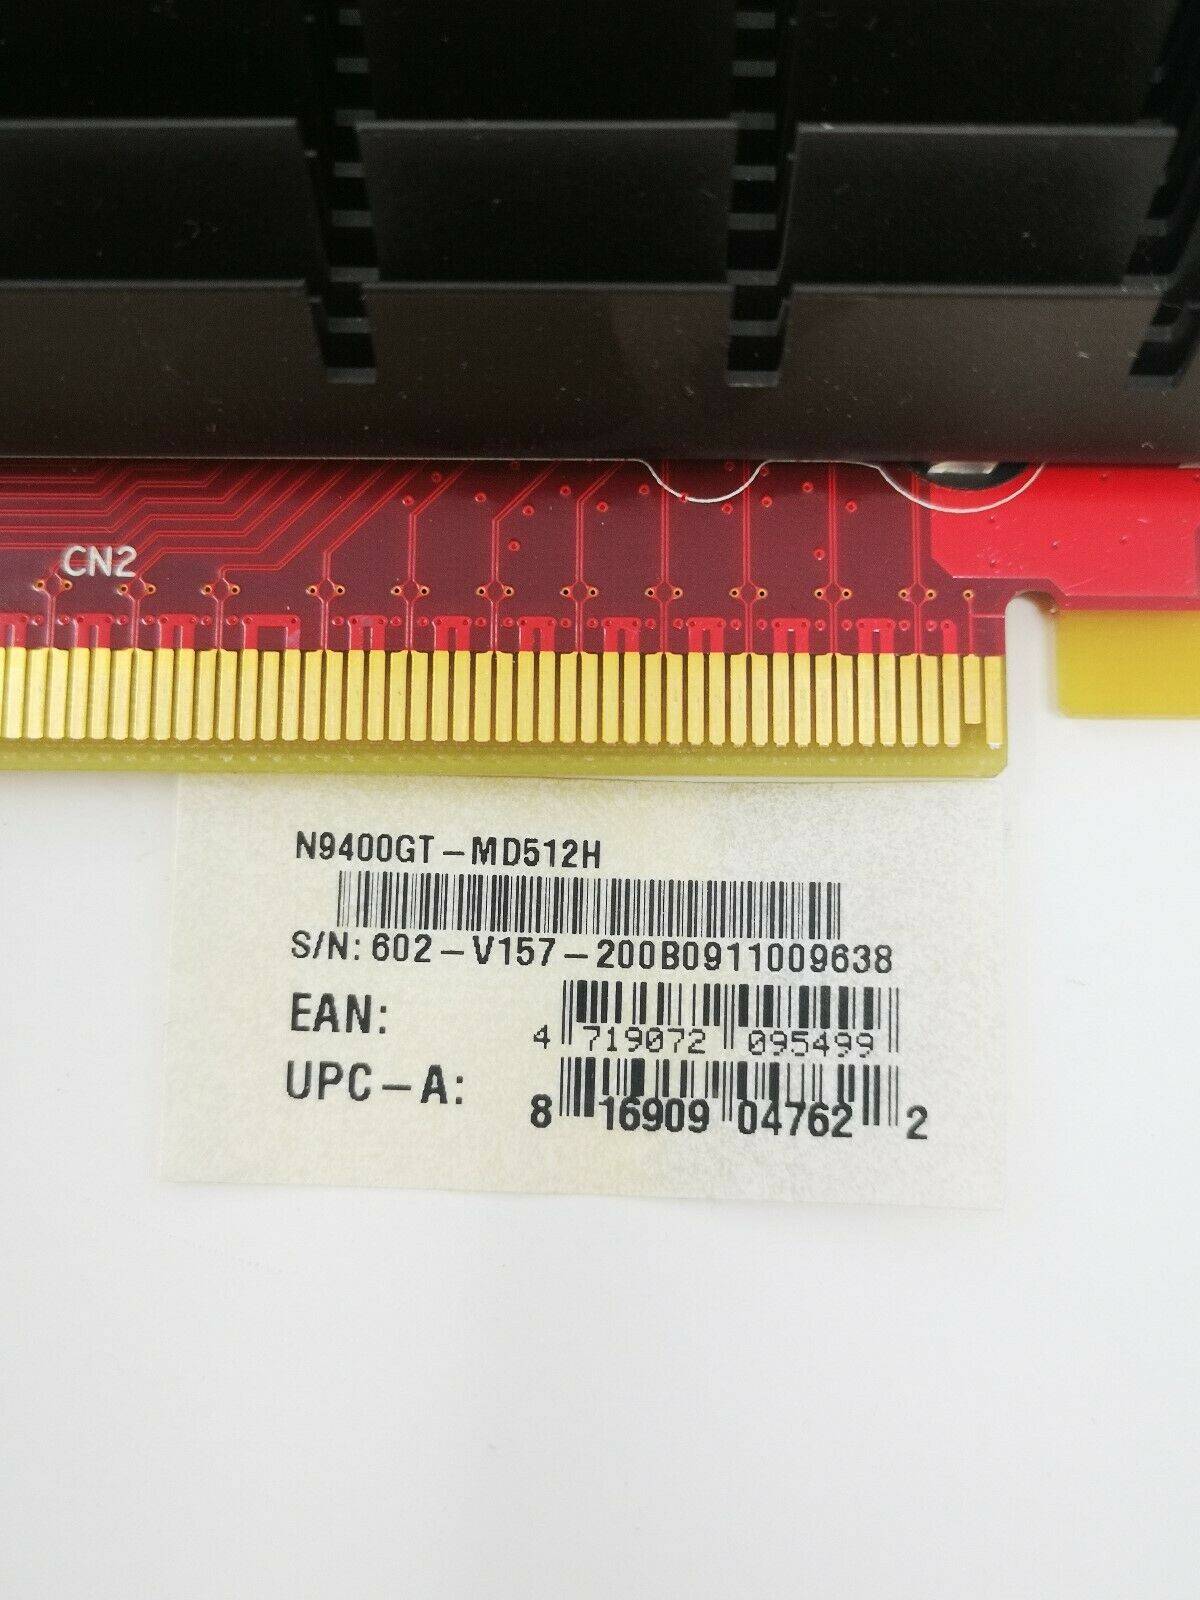 CN2
N9400GT-MD512H
S/N: 602-V157-200B0911009638
EAN:
4 719072 095499
UPC-A:
8 16909 04762 2